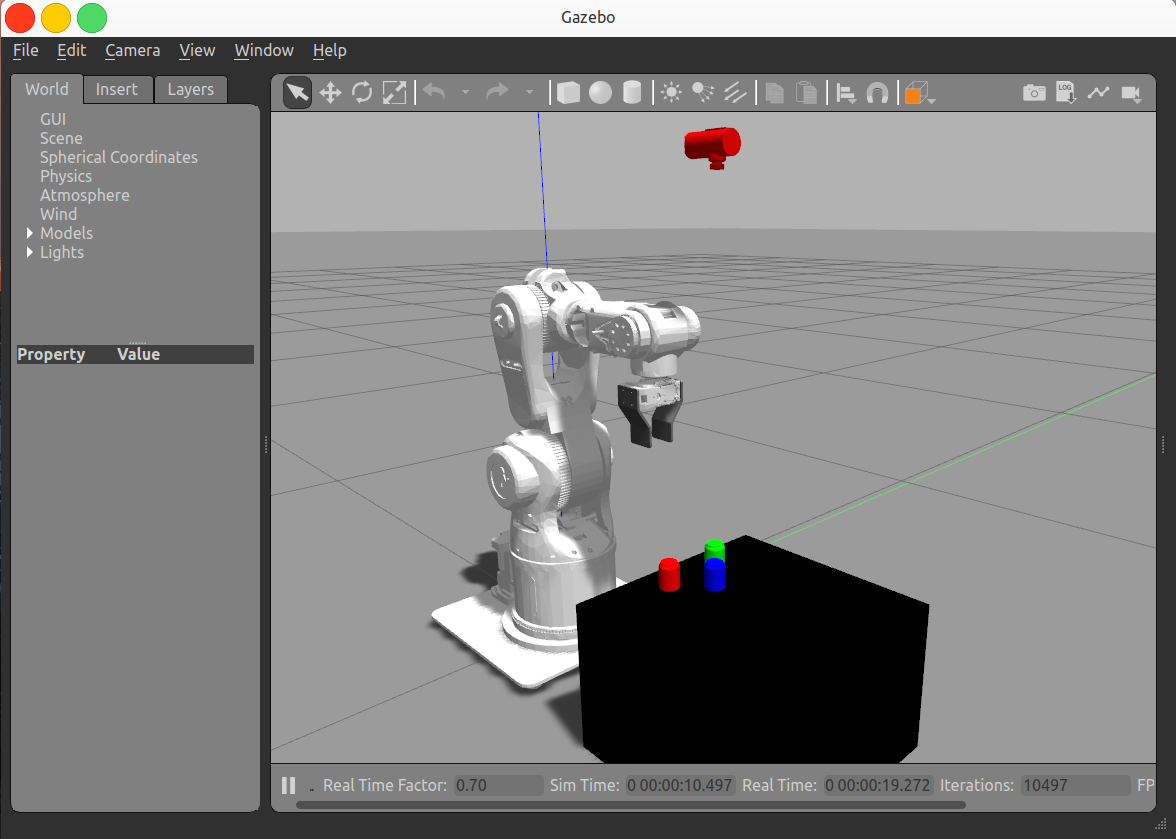 Gazebo
File Edit Camera View Window Help
World Insert Layers
LOG
GUI
Scene
Spherical Coordinates
Physics
Atmosphere
Wind
Models
Lights
Property Value
Real Time Factor: 0.70 Sim Time: 0 00:00:10.497 Real Time: 0 00:00:19.272 Iterations: 10497 FP